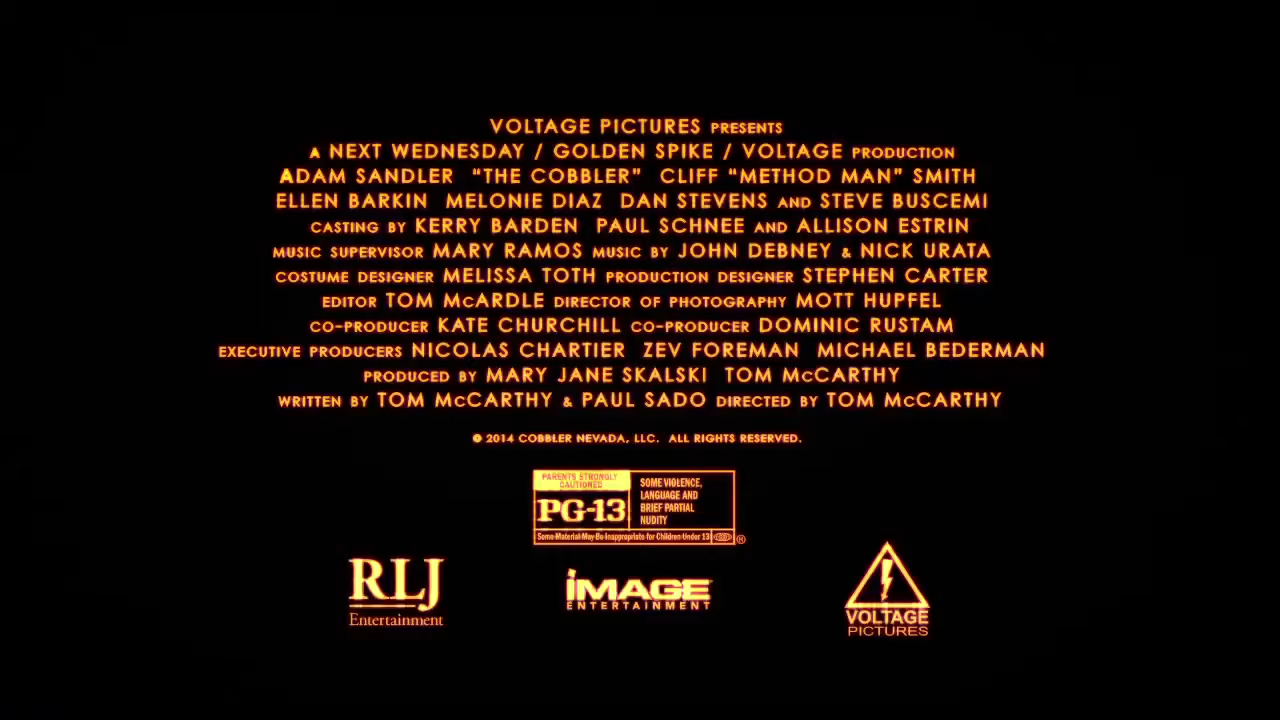 VOLTAGE PICTURES PRESENTS
A NEXT WEDNESDAY / GOLDEN SPIKE / VOLTAGE PRODUCTION
ADAM SANDLER "THE COBBLER" CLIFF "METHOD MAN" SMITH
ELLEN BARKIN MELONIE DIAZ DAN STEVENS AND STEVE BUSCEMI
CASTING BY KERRY BARDEN PAUL SCHNEE AND ALLISON ESTRIN
MUSIC SUPERVISOR MARY RAMOS MUSIC BY JOHN DEBNEY & NICK URATA
COSTUME DESIGNER MELISSA TOTH PRODUCTION DESIGNER STEPHEN CARTER
EDITOR TOM McARDLE DIRECTOR OF PHOTOGRAPHY MOTT HUPFEL
CO-PRODUCER KATE CHURCHILL CO-PRODUCER DOMINIC RUSTAM
EXECUTIVE PRODUCERS NICOLAS CHARTIER ZEV FOREMAN MICHAEL BEDERMAN
PRODUCED BY MARY JANE SKALSKI TOM McCARTHY
WRITTEN BY TOM McCARTHY & PAUL SADO DIRECTED BY TOM McCARTHY
© 2014 COBBLER NEVADA, LLC. ALL RIGHTS RESERVED.
PARENTS STRONGLY
CAUTIONED
PG-13
SOME VIOLENCE,
LANGUAGE AND
BRIEF PARTIAL
NUDITY
Some Material May Be Inappropriate for Children Under 13
®
RLJ
Entertainment
iMAGE
ENTERTAINMENT
VOLTAGE
PICTURES